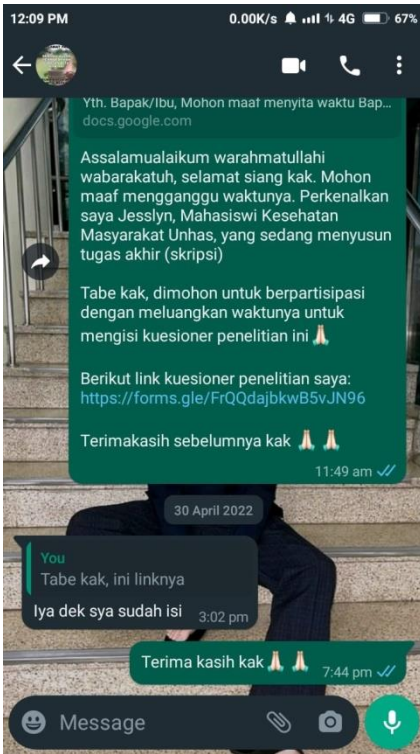 12:09 PM
0.00K/s 4G 67%
Yth. Bapak/Ibu, Mohon maaf menyita waktu Bap...
docs.google.com
Assalamualaikum warahmatullahi
wabarakatuh, selamat siang kak. Mohon
maaf mengganggu waktunya. Perkenalkan
saya Jesslyn, Mahasiswi Kesehatan
Masyarakat Unhas, yang sedang menyusun
tugas akhir (skripsi)
Tabe kak, dimohon untuk berpartisipasi
dengan meluangkan waktunya untuk
mengisi kuesioner penelitian ini🙏🏻
Berikut link kuesioner penelitian saya:
https://forms.gle/FrQQdajbkwB5vJN96
Terimakasih sebelumnya kak 🙏🏻 🙏🏻
11:49 am
30 April 2022
You
Tabe kak, ini linknya
Iya dek sya sudah isi 3:02 pm
Terima kasih kak🙏🏻 🙏🏻 7:44 pm
Message